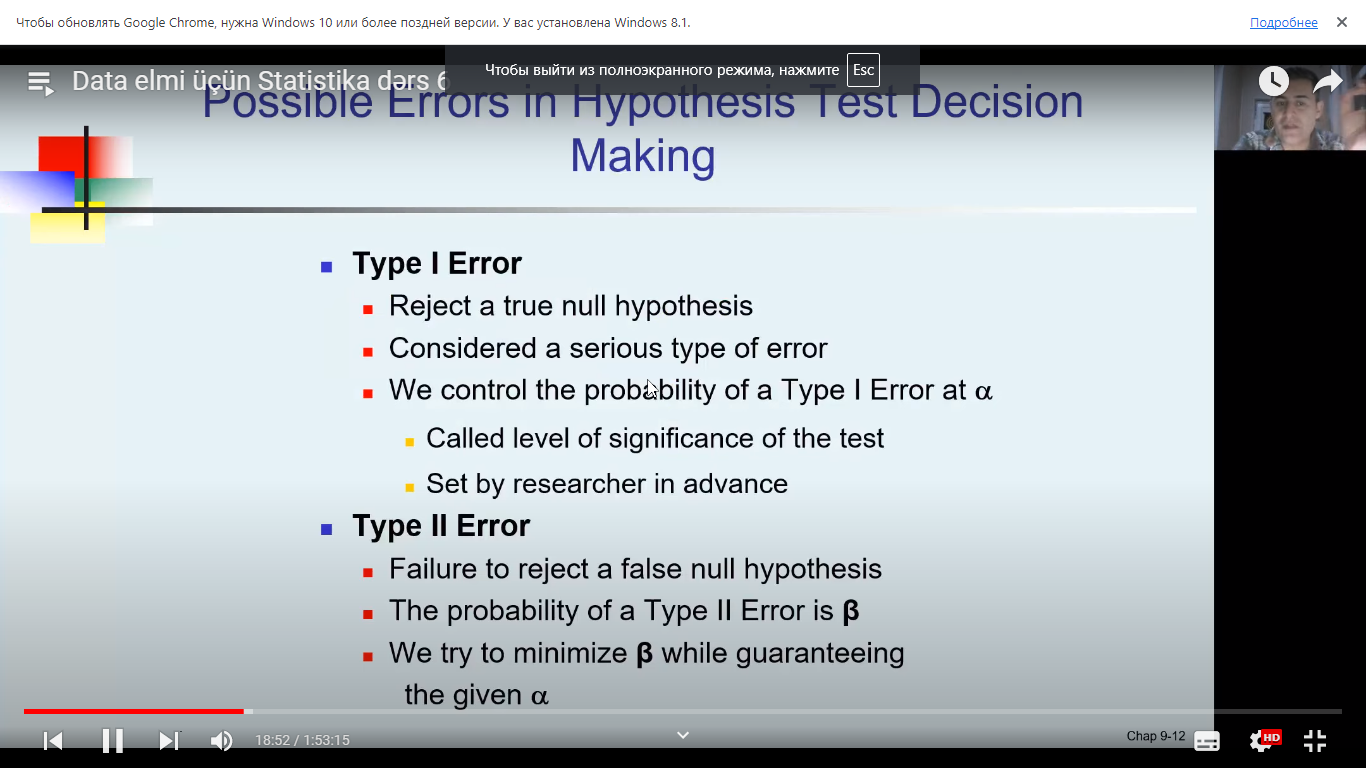 Чтобы обновлять Google Chrome, нужна Windows 10 или более поздней версии. У вас установлена Windows 8.1.
Подробнее
Чтобы выйти из полноэкранного режима, нажмите Esc
Data elmi üçün Statistika dərs 6
Possible Errors in Hypothesis Test Decision
Making
Type I Error
Reject a true null hypothesis
Considered a serious type of error
We control the probability of a Type I Error at α
Called level of significance of the test
Set by researcher in advance
Type II Error
Failure to reject a false null hypothesis
The probability of a Type II Error is β
We try to minimize β while guaranteeing
the given α
Chap 9-12
18:52 / 1:53:15
HD